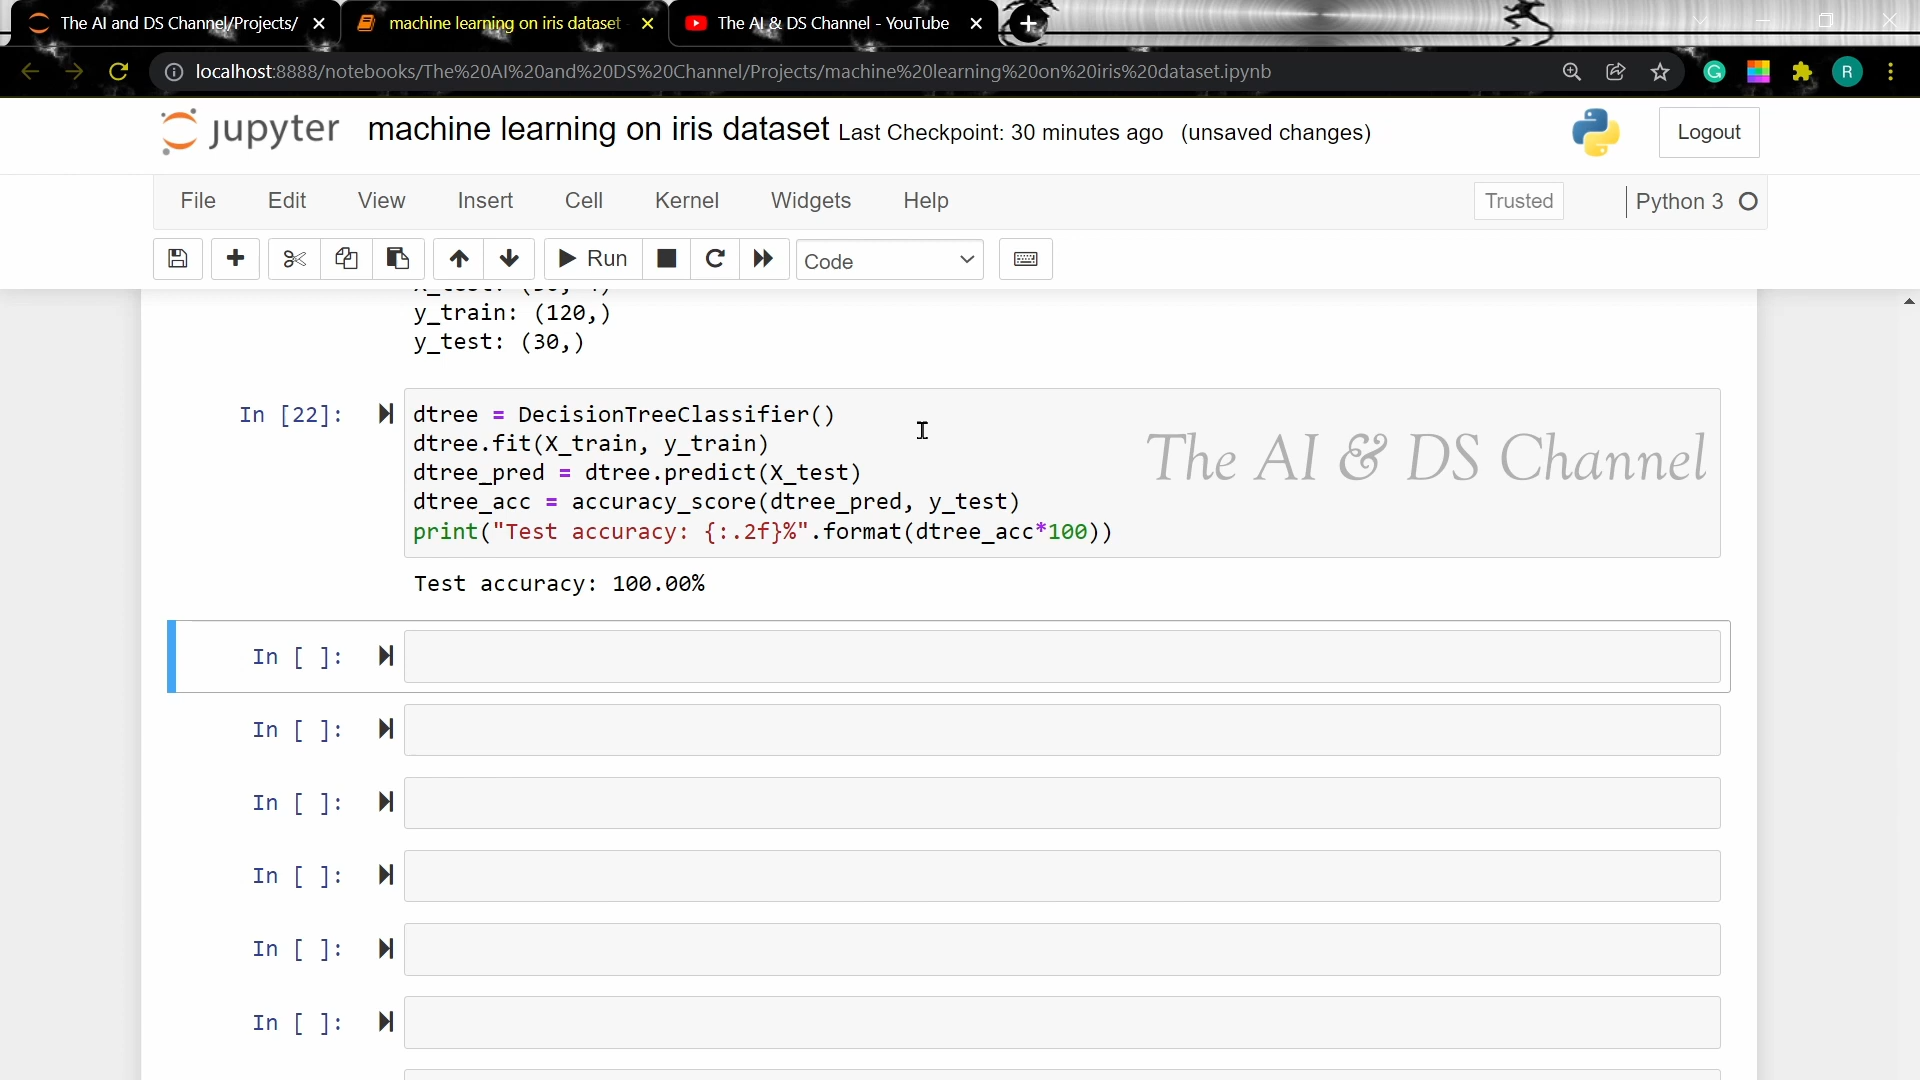 The AI and DS Channel/Projects/
machine learning on iris dataset
The AI & DS Channel - YouTube
localhost:8888/notebooks/The%20AI%20and%20DS%20Channel/Projects/machine%20learning%20on%20iris%20dataset.ipynb
R
jupyter machine learning on iris dataset Last Checkpoint: 30 minutes ago (unsaved changes)
Logout
File Edit View Insert Cell Kernel Widgets Help
Trusted
Python 3
Run
Code
y_train: (120,)
y_test: (30,)
In [22]:
dtree = DecisionTreeClassifier()
dtree.fit(X_train, y_train)
dtree_pred = dtree.predict(X_test)
dtree_acc = accuracy_score(dtree_pred, y_test)
print("Test accuracy: {:.2f}%".format(dtree_acc*100))
The AI & DS Channel
Test accuracy: 100.00%
In [ ]:
In [ ]:
In [ ]:
In [ ]:
In [ ]:
In [ ]: